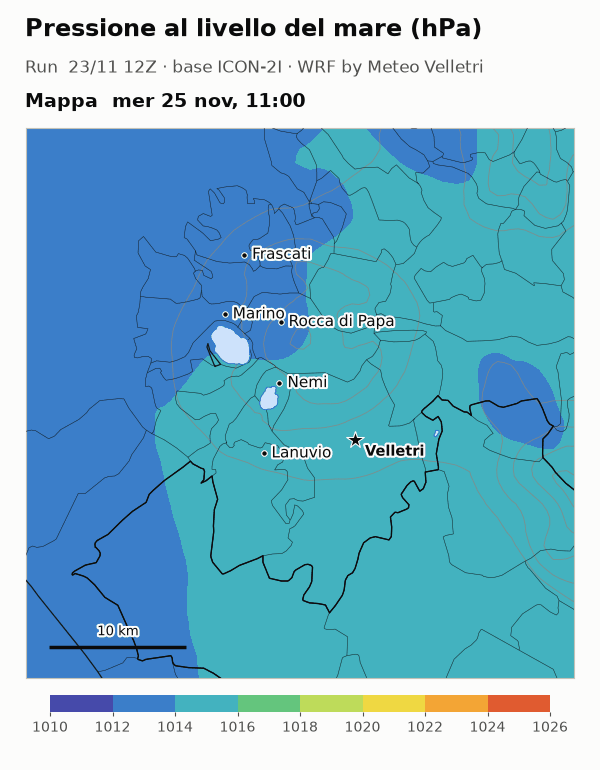 Pressione al livello del mare (hPa)
Run  23/11 12Z · base ICON-2I · WRF by Meteo Velletri
Mappa  mer 25 nov, 11:00
Frascati
Marino
Rocca di Papa
Nemi
Velletri
Lanuvio
10 km
1010 1012 1014 1016 1018 1020 1022 1024 1026